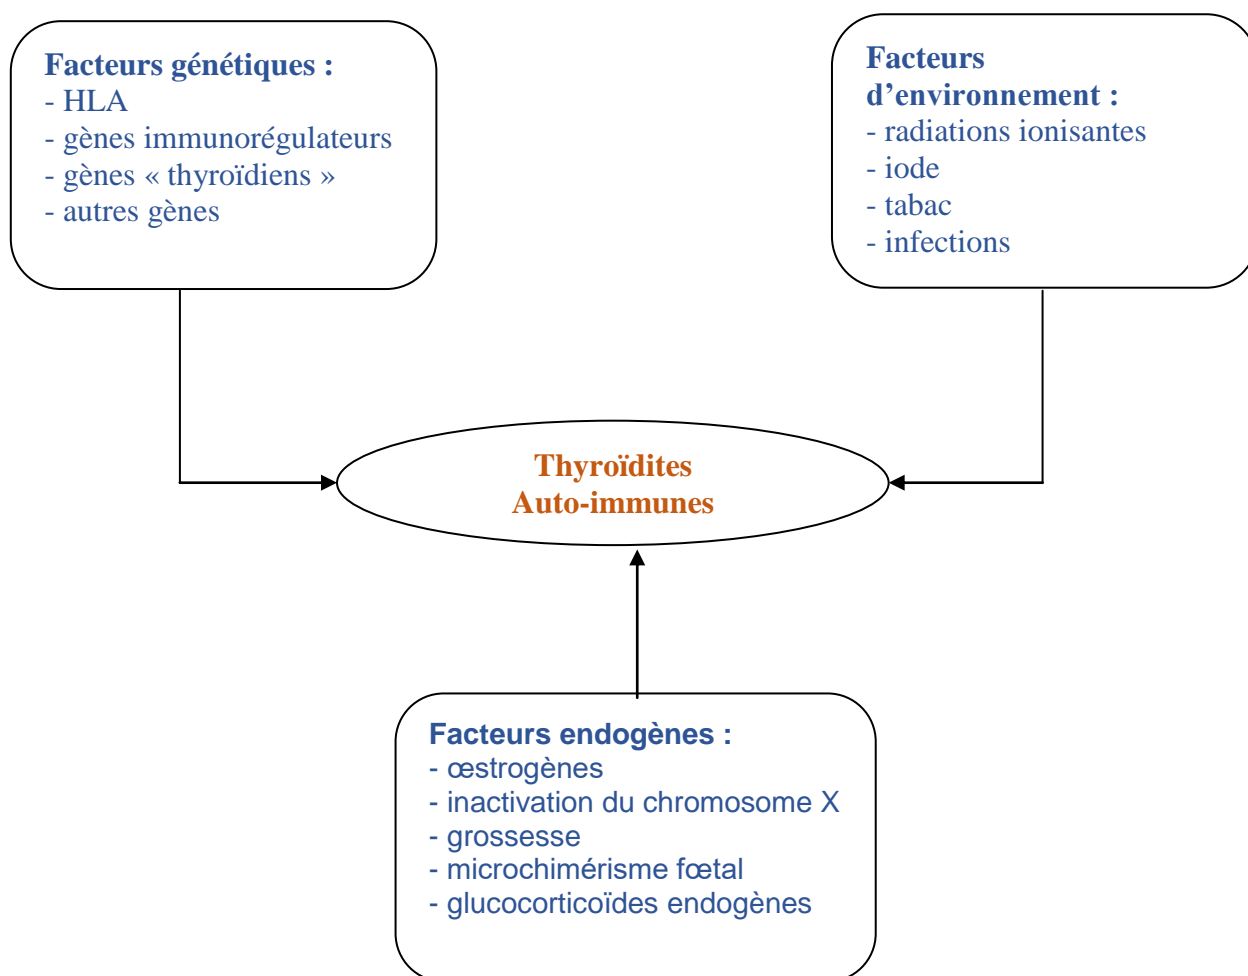 Facteurs génétiques :
- HLA
- gènes immunorégulateurs
- gènes « thyroïdiens »
- autres gènes
Facteurs
d’environnement :
- radiations ionisantes
- iode
- tabac
- infections
Thyroïdites
Auto-immunes
Facteurs endogènes :
- œstrogènes
- inactivation du chromosome X
- grossesse
- microchimérisme fœtal
- glucocorticoïdes endogènes